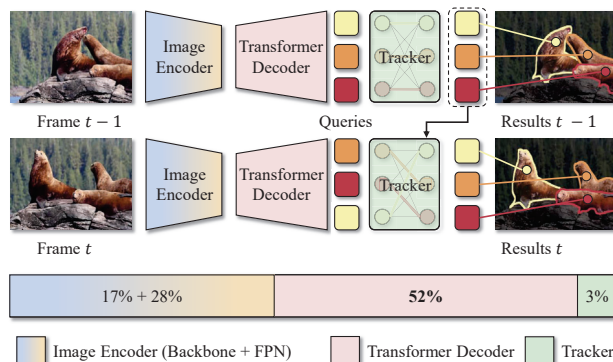 Image Encoder
Transformer Decoder
Tracker
Frame t − 1
Queries
Results t − 1
Image Encoder
Transformer Decoder
Tracker
Frame t
Results t
17% + 28%
52%
3%
Image Encoder (Backbone + FPN)
Transformer Decoder
Tracker